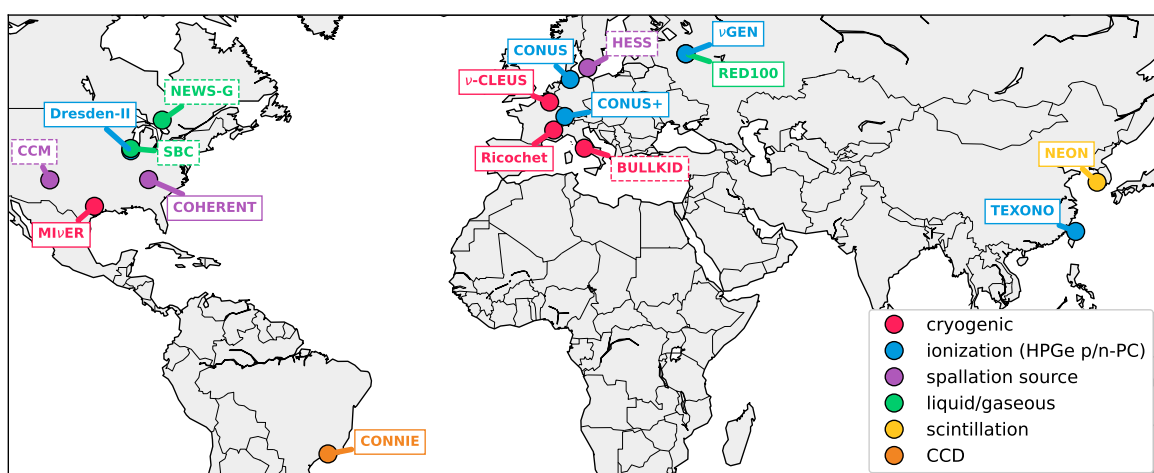 νGEN
HESS
CONUS
RED100
ν-CLEUS
NEWS-G
CONUS+
Dresden-II
CCM
SBC
Ricochet
BULLKID
NEON
COHERENT
TEXONO
MIνER
CONNIE
cryogenic
ionization (HPGe p/n-PC)
spallation source
liquid/gaseous
scintillation
CCD